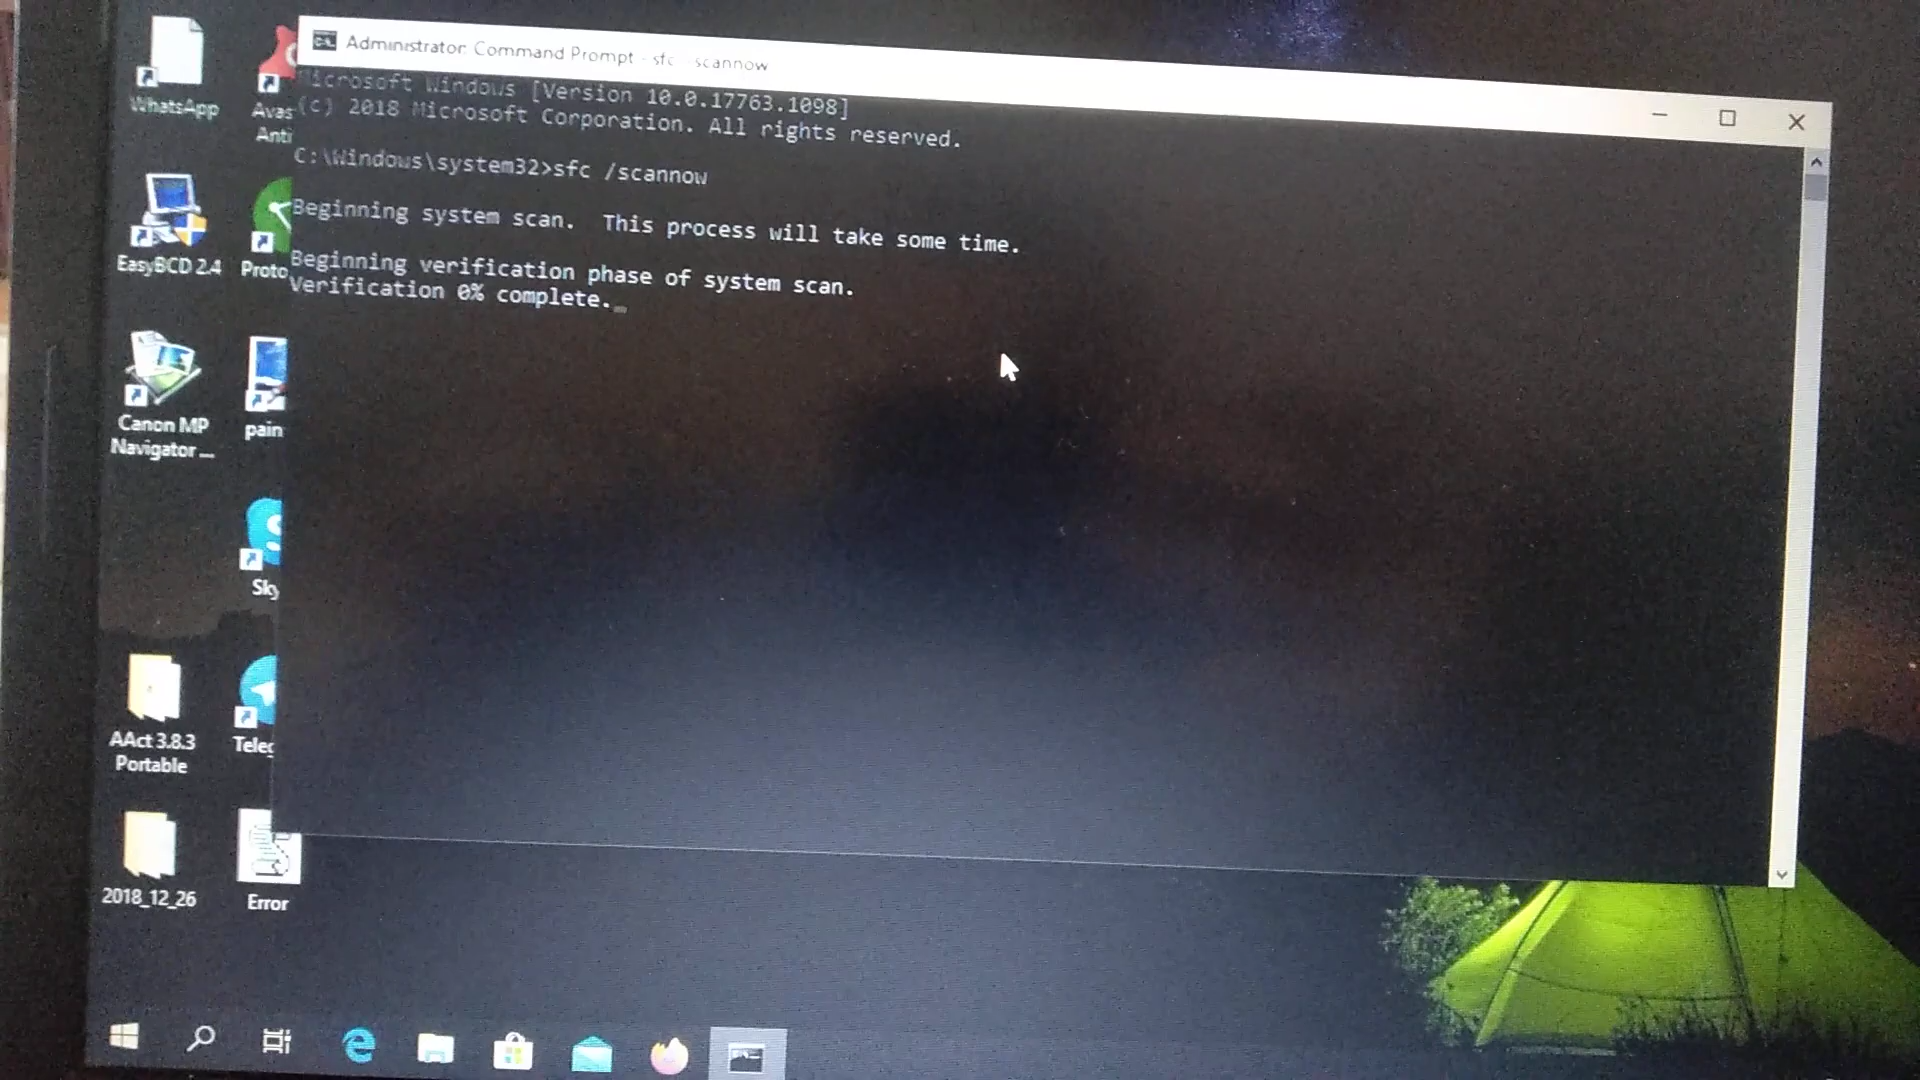 Administrator: Command Prompt - sfc /scannow
Microsoft Windows [Version 10.0.17763.1098]
(c) 2018 Microsoft Corporation. All rights reserved.
C:\Windows\system32>sfc /scannow
Beginning system scan.  This process will take some time.
Beginning verification phase of system scan.
Verification 0% complete.
WhatsApp
Avas
Anti
EasyBCD 2.4
Proto
Canon MP
Navigator ...
pain
Sky
AAct 3.8.3
Portable
Teleg
2018_12_26
Error